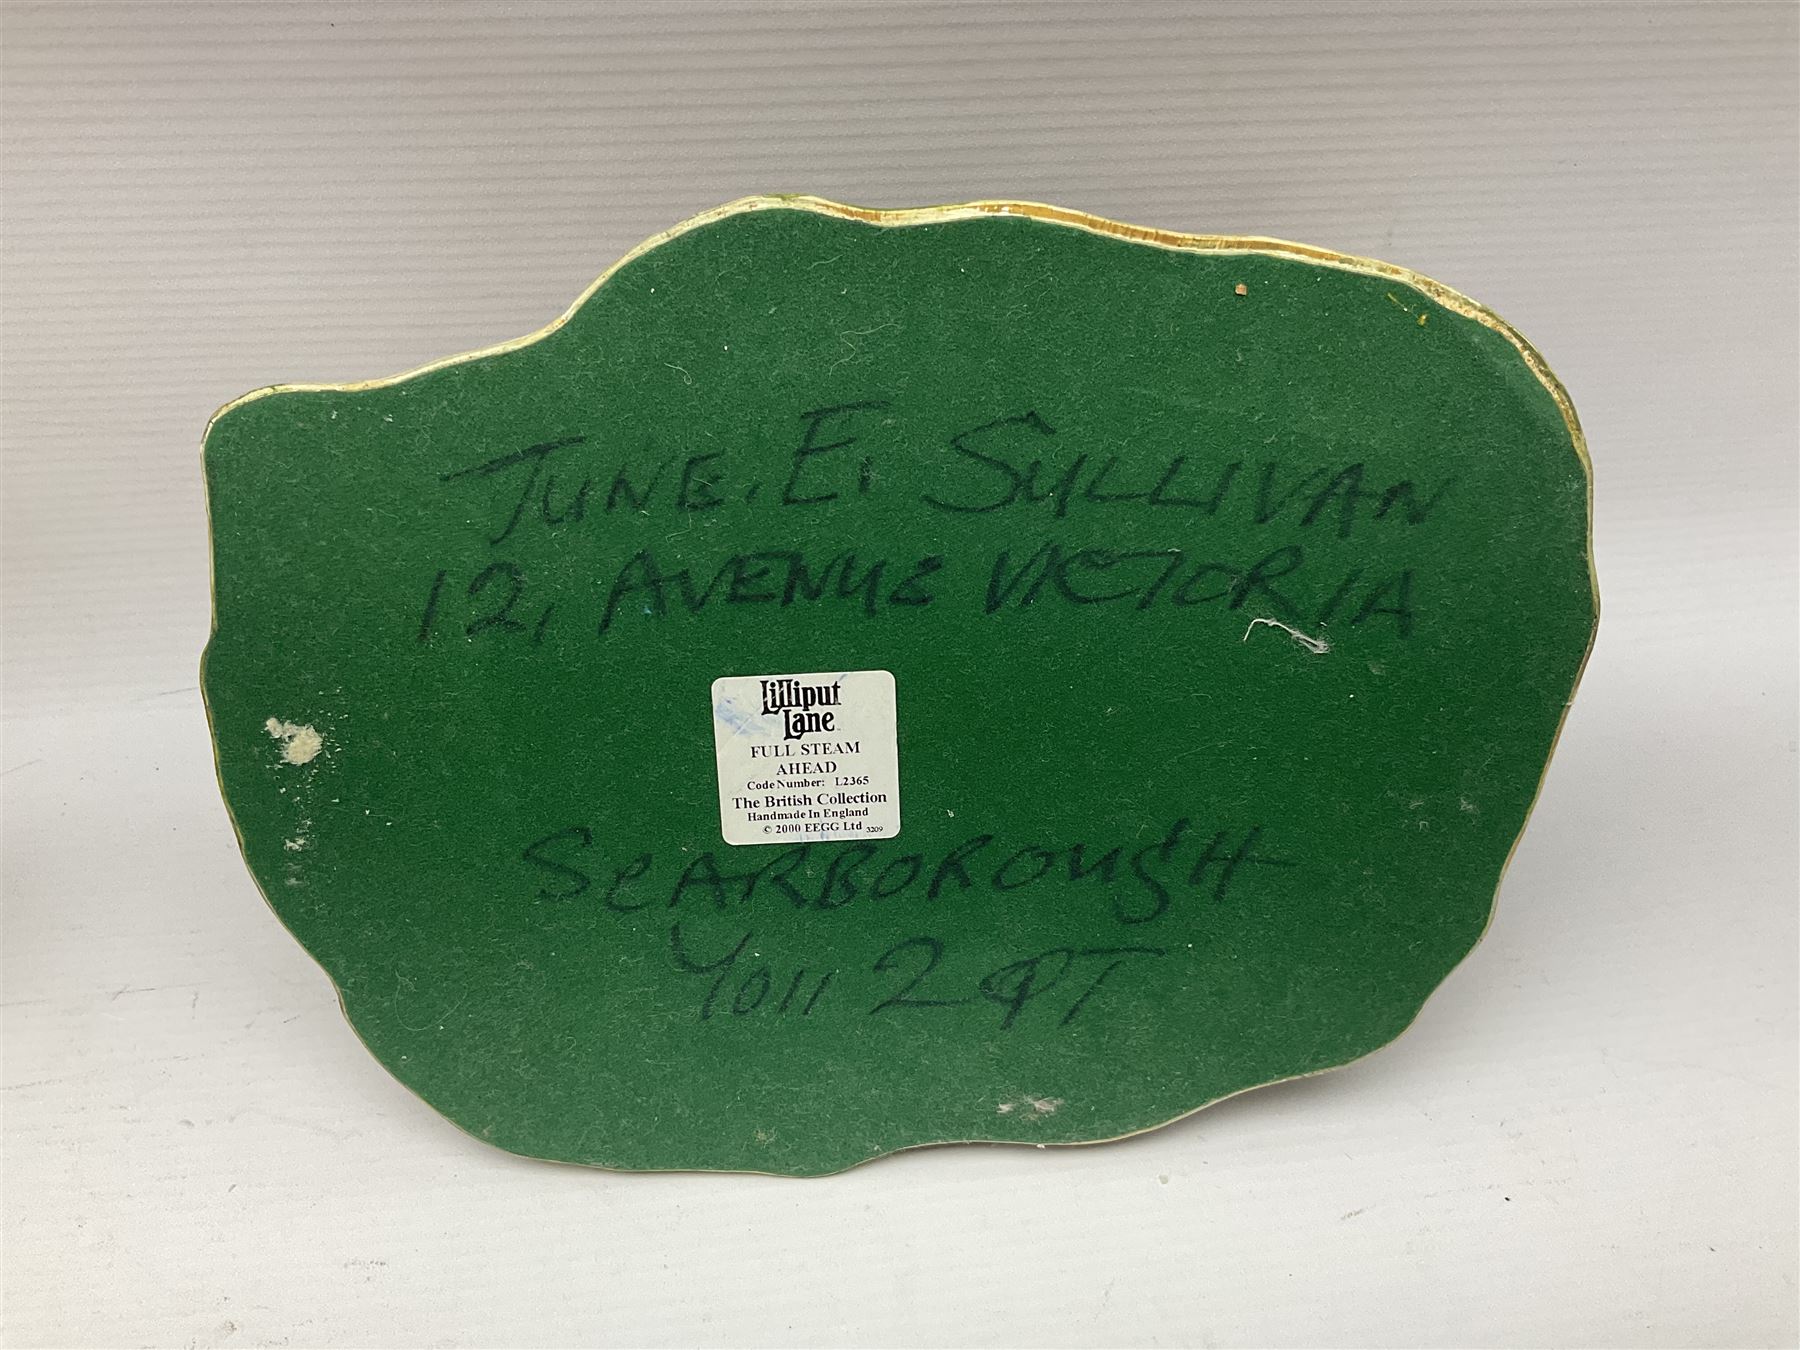 JUNE. E. SULLIVAN
12, AVENUE VICTORIA
Lilliput
Lane
FULL STEAM
AHEAD
Code Number: L2365
The British Collection
Handmade In England
© 2000 EEGG Ltd 3209
SCARBOROUGH
YO11 2QT